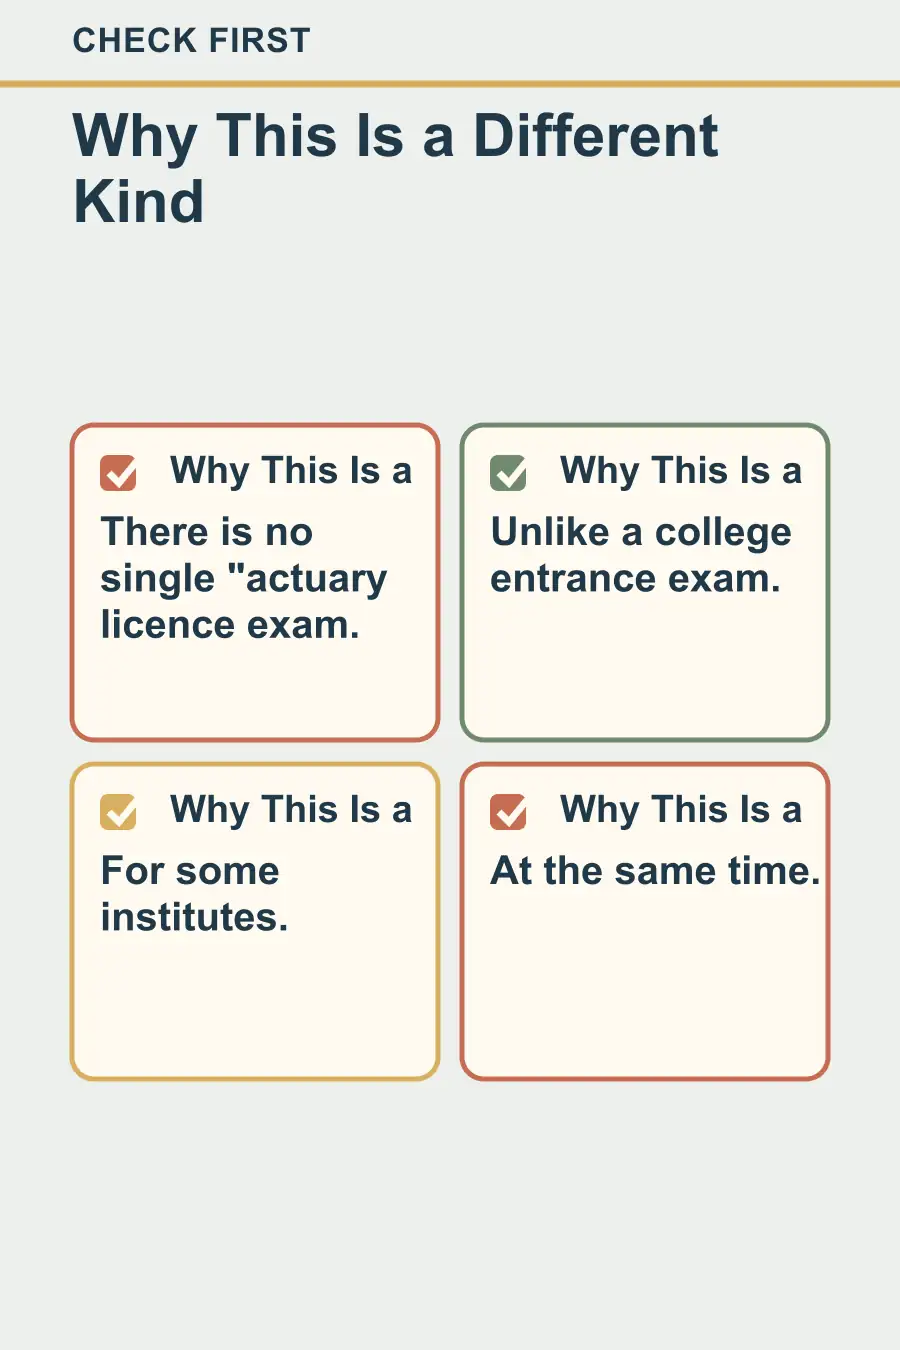 CHECK FIRST
Why This Is a Different
Kind
Why This Is a
There is no
single "actuary
licence exam.
Why This Is a
Unlike a college
entrance exam.
Why This Is a
For some
institutes.
Why This Is a
At the same time.